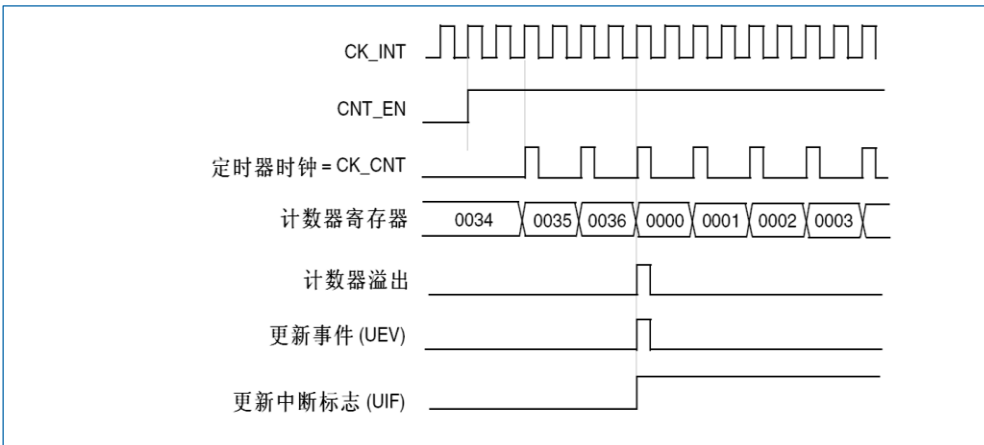 CK_INT
CNT_EN
定时器时钟 = CK_CNT
计数器寄存器 0034 0035 0036 0000 0001 0002 0003
计数器溢出
更新事件 (UEV)
更新中断标志 (UIF)